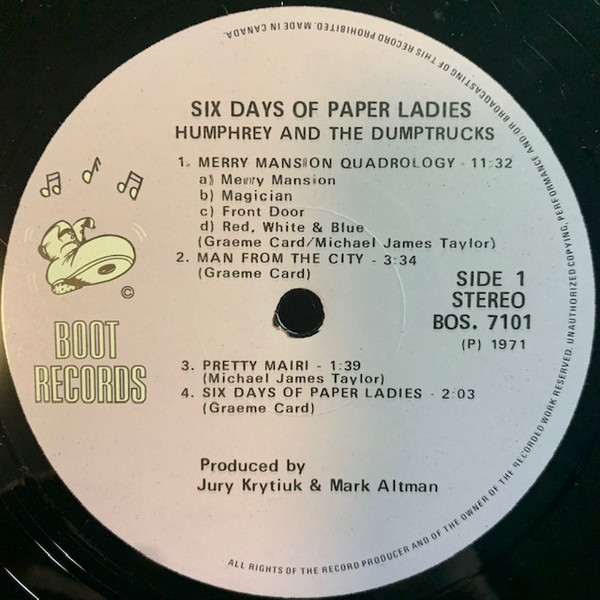 SIX DAYS OF PAPER LADIES
HUMPHREY AND THE DUMPTRUCKS
1. MERRY MANSION QUADROLOGY - 11:32
a) Merry Mansion
b) Magician
c) Front Door
d) Red, White & Blue
(Graeme Card/Michael James Taylor)
2. MAN FROM THE CITY - 3:34
(Graeme Card)
SIDE 1
STEREO
BOS. 7101
(P) 1971
©
BOOT
RECORDS
3. PRETTY MAIRI - 1:39
(Michael James Taylor)
4. SIX DAYS OF PAPER LADIES - 2:03
(Graeme Card)
Produced by
Jury Krytiuk & Mark Altman
ALL RIGHTS OF THE RECORD PRODUCER AND OF THE OWNER OF THE RECORDED WORK RESERVED. UNAUTHORIZED COPYING, PERFORMANCE AND/OR BROADCASTING OF THIS RECORD PROHIBITED. MADE IN CANADA.